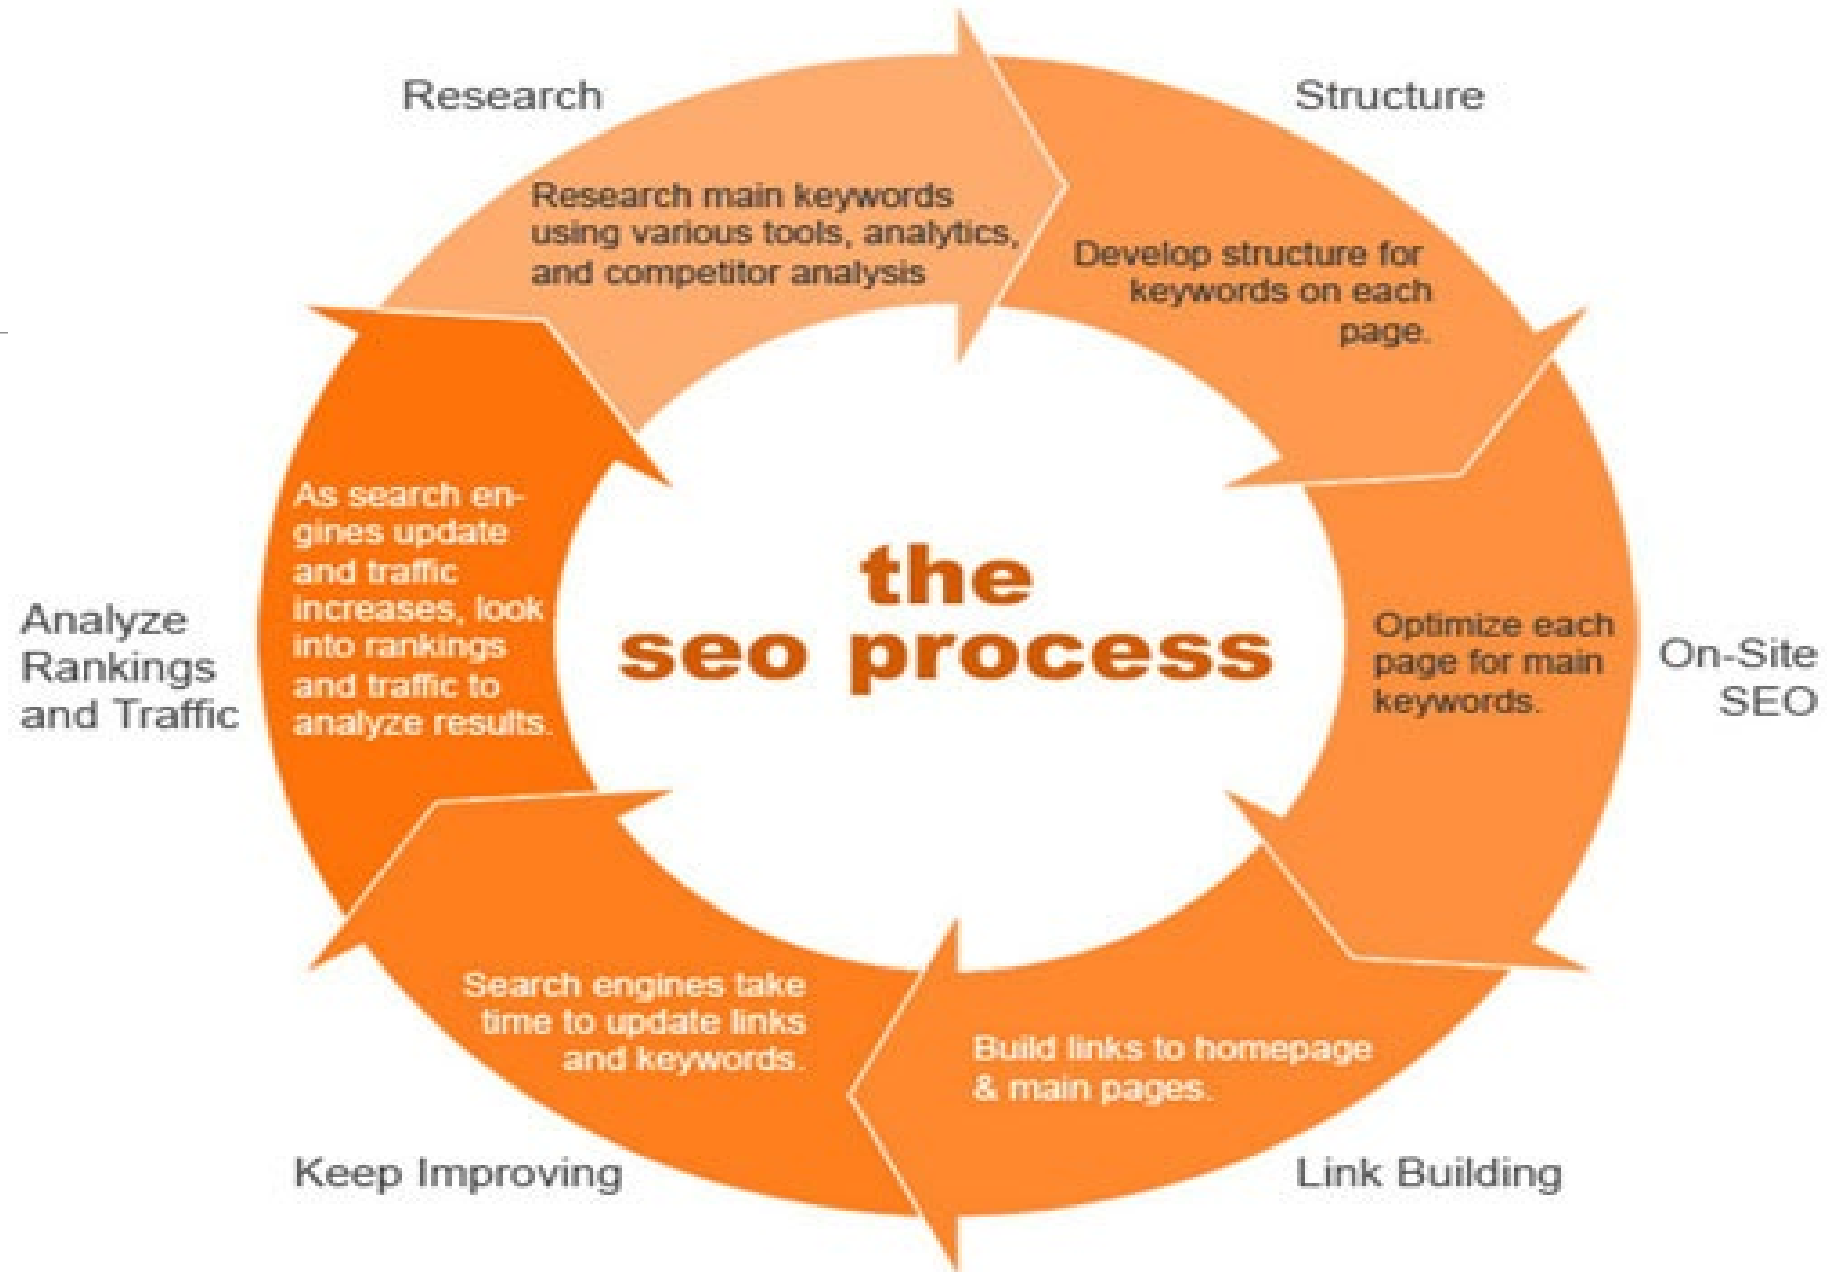 Research
Research main keywords
using various tools, analytics,
and competitor analysis
Structure
Develop structure for
keywords on each
page.
On-Site
SEO
Optimize each
page for main
keywords.
Link Building
Build links to homepage
& main pages.
Keep Improving
Search engines take
time to update links
and keywords.
Analyze
Rankings
and Traffic
As search en-
gines update
and traffic
increases, look
into rankings
and traffic to
analyze results.
the
seo process